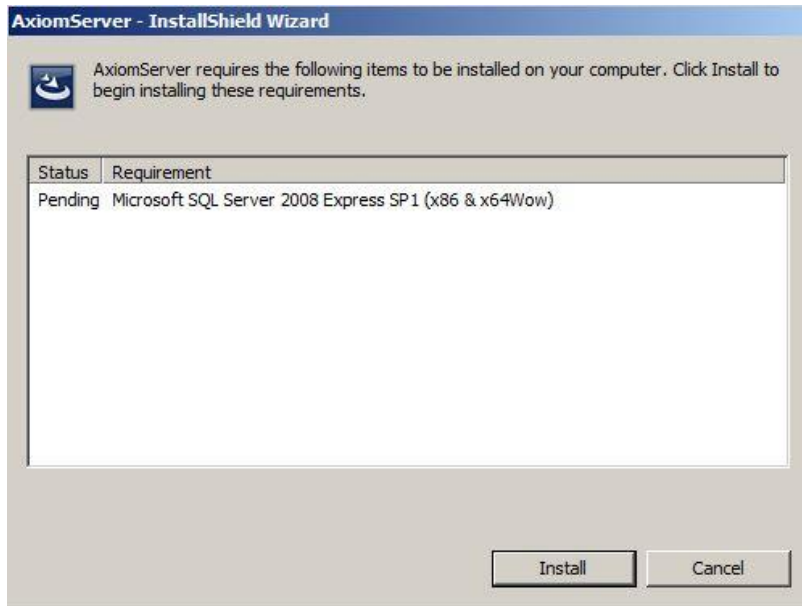 AxiomServer - InstallShield Wizard
AxiomServer requires the following items to be installed on your computer. Click Install to
begin installing these requirements.
Status Requirement
Pending Microsoft SQL Server 2008 Express SP1 (x86 & x64Wow)
Install Cancel